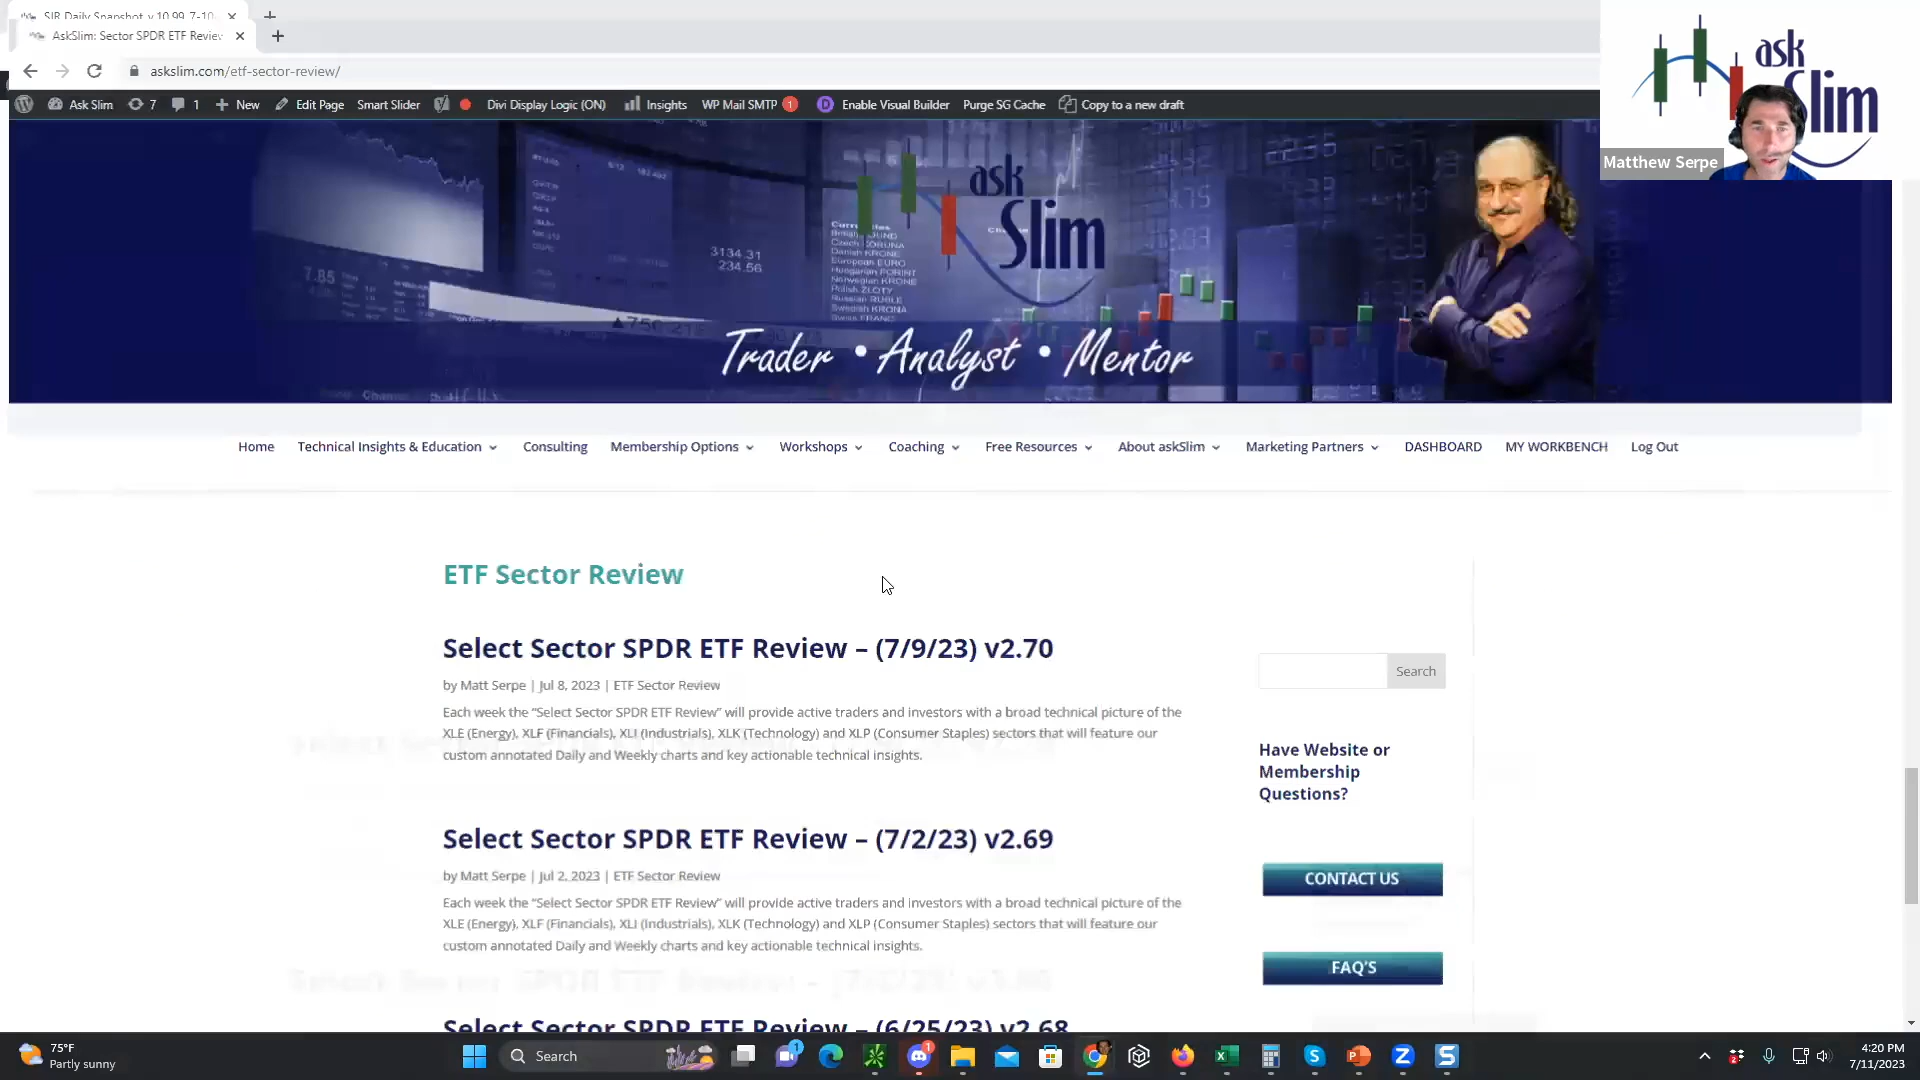 SIR Daily Snapshot v 10.99 7-10
AskSlim: Sector SPDR ETF Review
askslim.com/etf-sector-review/
Ask Slim 7 1 New Edit Page Smart Slider Divi Display Logic (ON) Insights WP Mail SMTP 1 Enable Visual Builder Purge SG Cache Copy to a new draft
ask
Slim
Matthew Serpe
ask
Slim
3134.31
234.56
7.85
Trader • Analyst • Mentor
Home Technical Insights & Education Consulting Membership Options Workshops Coaching Free Resources About askSlim Marketing Partners DASHBOARD MY WORKBENCH Log Out
ETF Sector Review
Select Sector SPDR ETF Review – (7/9/23) v2.70
by Matt Serpe | Jul 8, 2023 | ETF Sector Review
Each week the “Select Sector SPDR ETF Review” will provide active traders and investors with a broad technical picture of the
XLE (Energy), XLF (Financials), XLI (Industrials), XLK (Technology) and XLP (Consumer Staples) sectors that will feature our
custom annotated Daily and Weekly charts and key actionable technical insights.
Select Sector SPDR ETF Review – (7/2/23) v2.69
by Matt Serpe | Jul 2, 2023 | ETF Sector Review
Each week the “Select Sector SPDR ETF Review” will provide active traders and investors with a broad technical picture of the
XLE (Energy), XLF (Financials), XLI (Industrials), XLK (Technology) and XLP (Consumer Staples) sectors that will feature our
custom annotated Daily and Weekly charts and key actionable technical insights.
Select Sector SPDR ETF Review – (6/25/23) v2.68
Search
Have Website or
Membership
Questions?
CONTACT US
FAQ'S
75°F
Partly sunny
Search
1
1
4:20 PM
7/11/2023